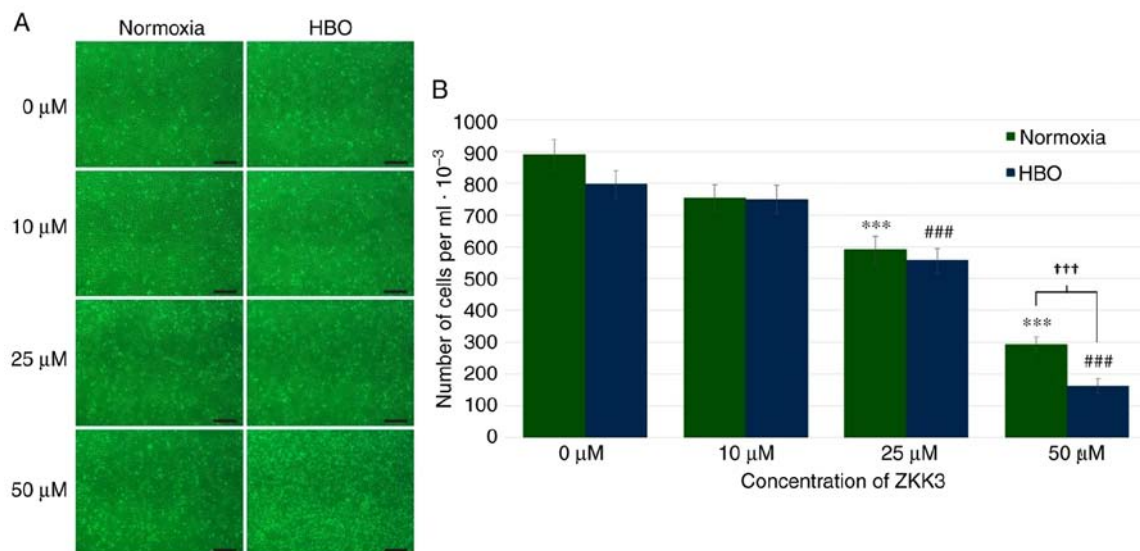 A
Normoxia HBO
0 μM
10 μM
25 μM
50 μM
B
Number of cells per ml · 10⁻³
1000
900
800
700
600
500
400
300
200
100
0
Normoxia
HBO
***
###
†††
***
###
0 μM 10 μM 25 μM 50 μM
Concentration of ZKK3